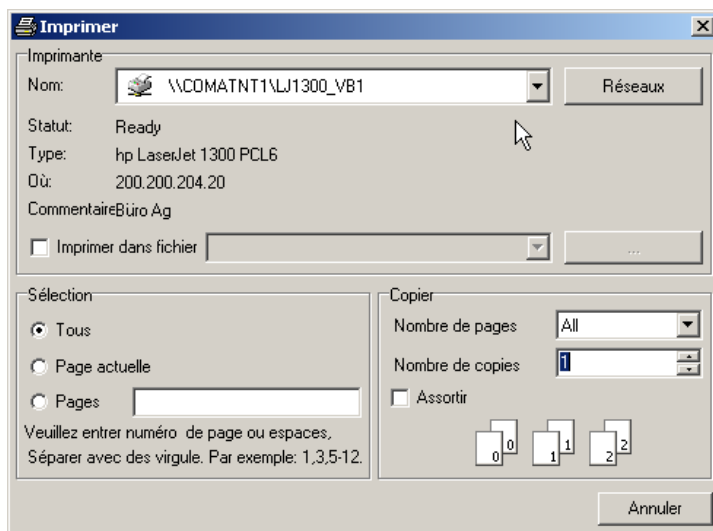 Imprimer
Imprimante
Nom: \\COMATNT1\LJ1300_VB1 Réseaux
Statut: Ready
Type: hp LaserJet 1300 PCL6
Où: 200.200.204.20
Commentaire Büro Ag
Imprimer dans fichier ...
Sélection
Tous
Page actuelle
Pages
Veuillez entrer numéro de page ou espaces,
Séparer avec des virgule. Par exemple: 1,3,5-12.
Copier
Nombre de pages All
Nombre de copies 1
Assortir
0 0 1 1 2 2
Annuler